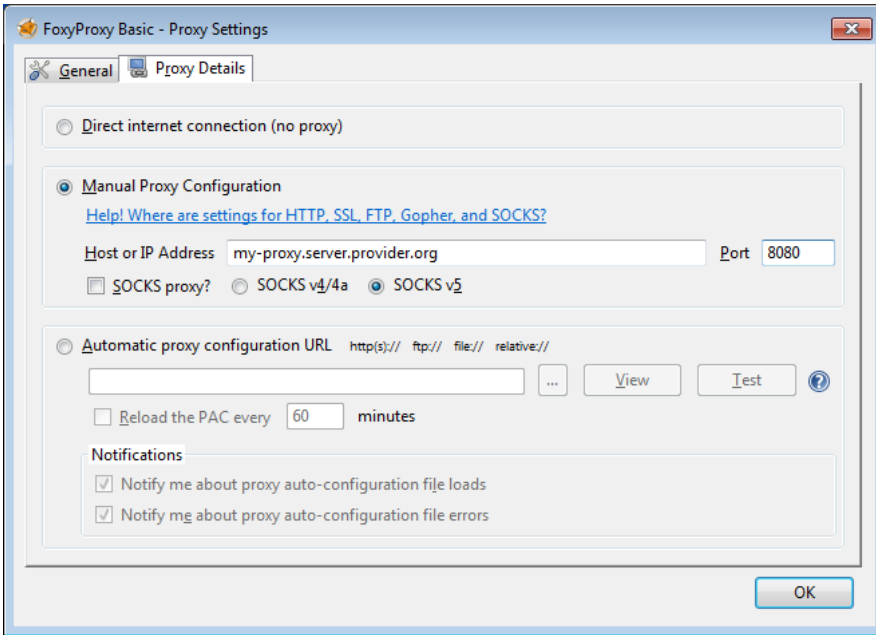 FoxyProxy Basic - Proxy Settings
General Proxy Details
Direct internet connection (no proxy)
Manual Proxy Configuration
Help! Where are settings for HTTP, SSL, FTP, Gopher, and SOCKS?
Host or IP Address my-proxy.server.provider.org Port 8080
SOCKS proxy? SOCKS v4/4a SOCKS v5
Automatic proxy configuration URL http(s):// ftp:// file:// relative://
... View Test ?
Reload the PAC every 60 minutes
Notifications
Notify me about proxy auto-configuration file loads
Notify me about proxy auto-configuration file errors
OK